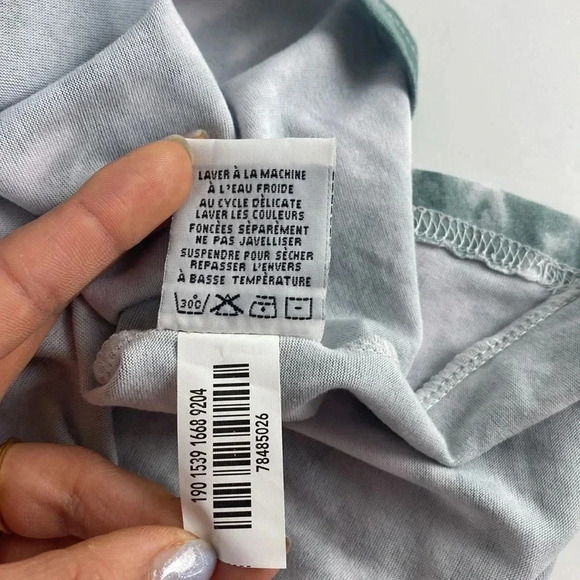 LAVER À LA MACHINE
À L'EAU FROIDE
AU CYCLE DÉLICATE
LAVER LES COULEURS
FONCÉES SÉPARÉMENT
NE PAS JAVELLISER
SUSPENDRE POUR SÉCHER
REPASSER L'ENVERS
À BASSE TEMPÉRATURE
30C
190 1539 1668 9204
78485026